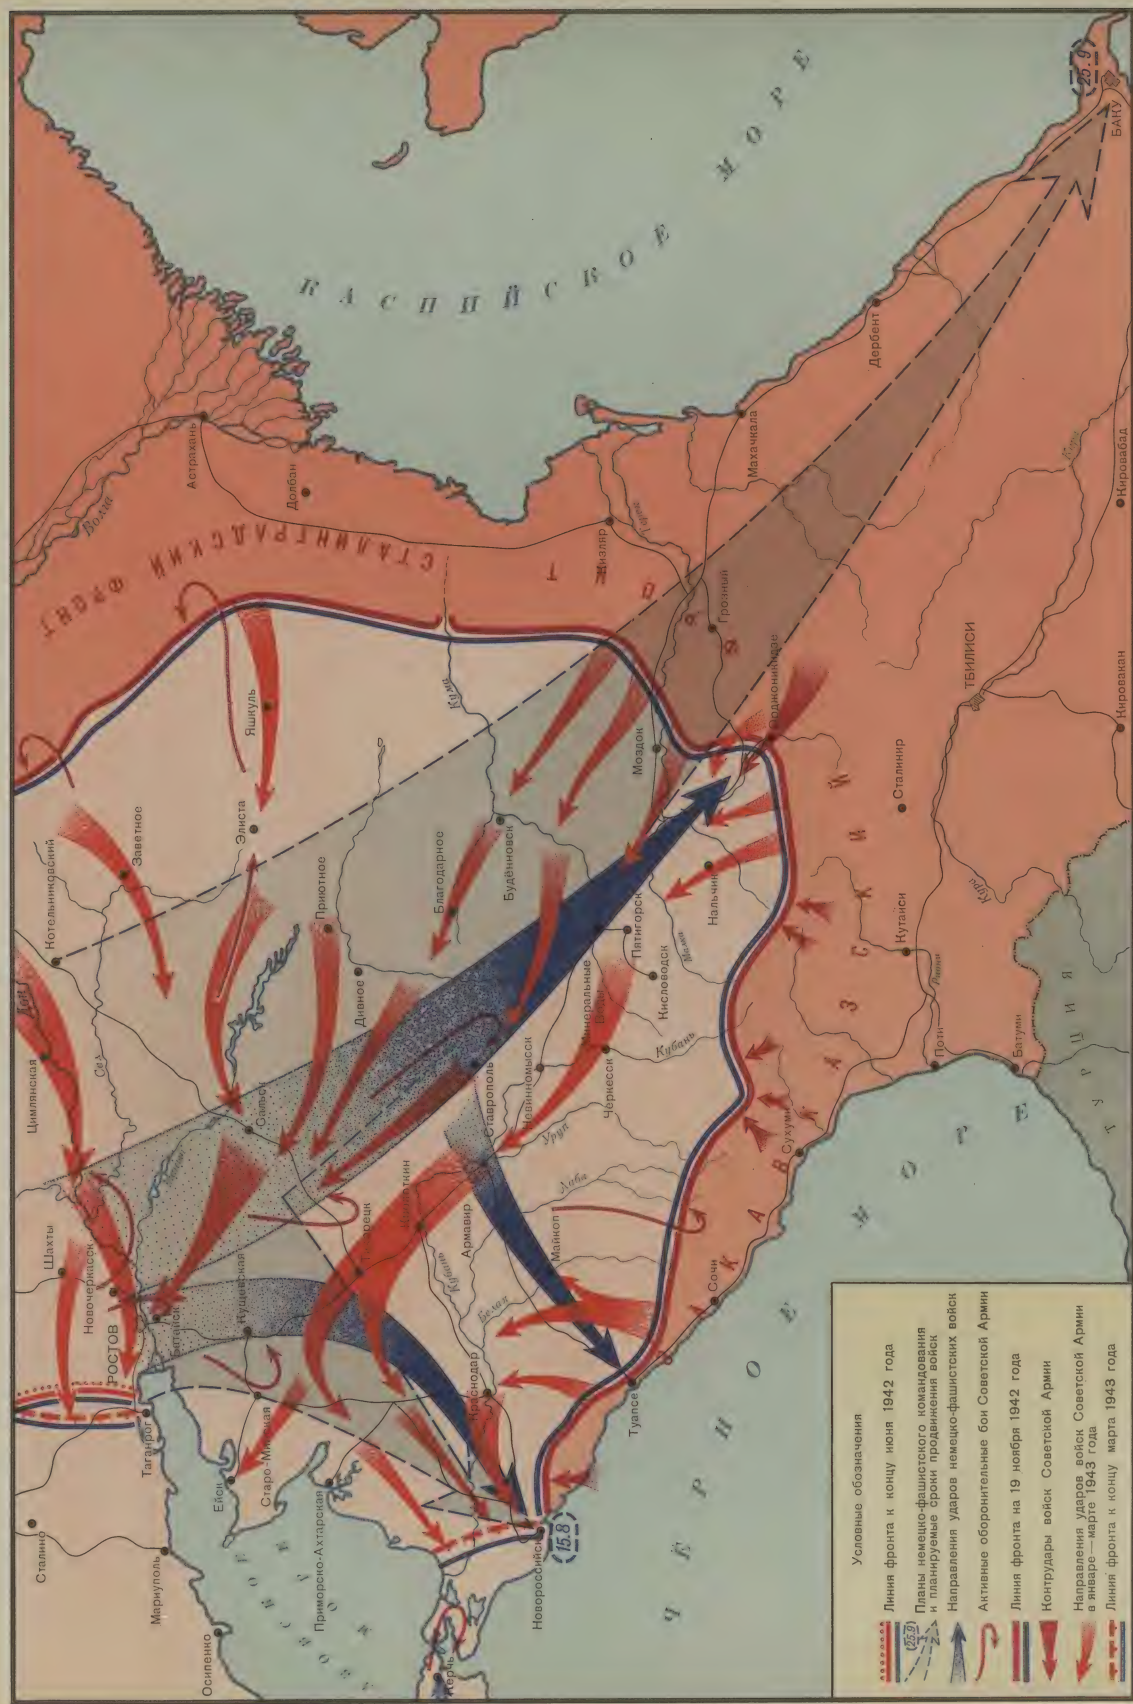 КАСПИЙСКОЕ МОРЕ
ЧЕРНОЕ МОРЕ
СТАЛИНГРАДСКИЙ ФРОНТ
ЗАКАВКАЗСКИЙ
ТУРЦИЯ
Волга
Астрахань
Долбан
Кизляр
Терек
Махачкала
Дербент
БАКУ
(25.9)
Кура
Кировабад
Кировакан
ТБИЛИСИ
Грозный
Орджоникидзе
Моздок
Сталинир
Кутаиси
Поти
Батуми
Кура
Сухуми
Сочи
Туапсе
Новороссийск
(15.8)
Керчь
Осипенко
Мариуполь
Сталино
Таганрог
РОСТОВ
Новочеркасск
Шахты
Батайск
Цимлянская
Дон
Сал
Котельниковский
Заветное
Элиста
Яшкуль
Приютное
Дивное
Сальск
Благодарное
Будённовск
Кума
Нальчик
Пятигорск
Кисловодск
Минеральные
Воды
Черкесск
Кубань
Невинномысск
Ставрополь
Уруп
Лаба
Майкоп
Армавир
Кропоткин
Кубань
Белая
Тихорецк
Кущевская
Краснодар
Ейск
Старо-Минская
Приморско-Ахтарская
Условные обозначения
Линия фронта к концу июня 1942 года
(25.9) Планы немецко-фашистского командования
и планируемые сроки продвижения войск
Направления ударов немецко-фашистских войск
Активные оборонительные бои Советской Армии
Линия фронта на 19 ноября 1942 года
Контрудары войск Советской Армии
Направления ударов войск Советской Армии
в январе—марте 1943 года
Линия фронта к концу марта 1943 года